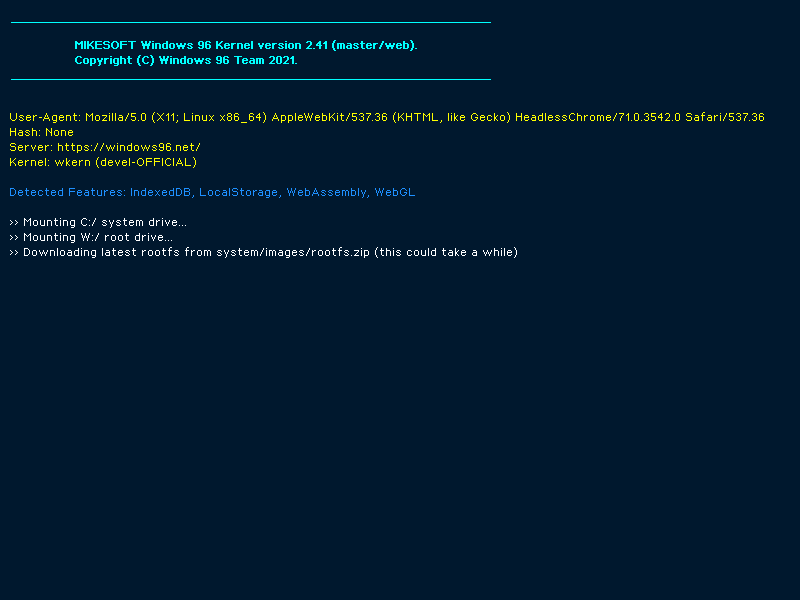 MIKESOFT Windows 96 Kernel version 2.41 (master/web).
Copyright (C) Windows 96 Team 2021.
User-Agent: Mozilla/5.0 (X11; Linux x86_64) AppleWebKit/537.36 (KHTML, like Gecko) HeadlessChrome/71.0.3542.0 Safari/537.36
Hash: None
Server: https://windows96.net/
Kernel: wkern (devel-OFFICIAL)
Detected Features: IndexedDB, LocalStorage, WebAssembly, WebGL
>> Mounting C:/ system drive...
>> Mounting W:/ root drive...
>> Downloading latest rootfs from system/images/rootfs.zip (this could take a while)